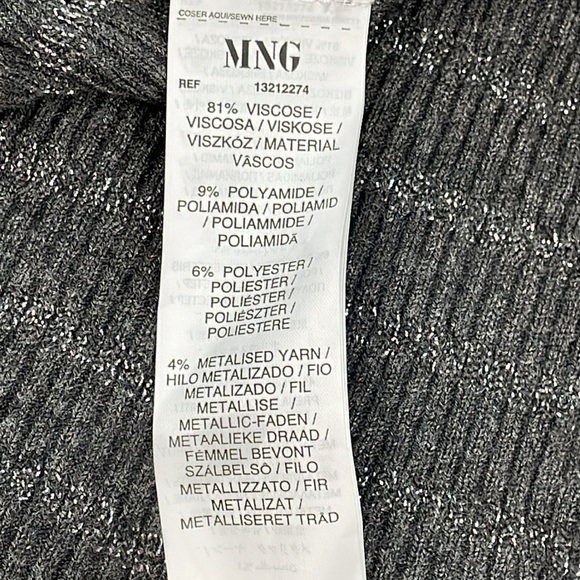 COSER AQUI/SEWN HERE
MNG
REF 13212274
81% VISCOSE /
VISCOSA / VISKOSE /
VISZKÓZ / MATERIAL
VÂSCOS
9% POLYAMIDE /
POLIAMIDA / POLIAMID
/ POLIAMMIDE /
POLIAMIDĂ
6% POLYESTER /
POLIESTER /
POLIÉSTER /
POLIÉSZTER /
POLIESTERE
4% METALISED YARN /
HILO METALIZADO / FIO
METALIZADO / FIL
METALLISE /
METALLIC-FADEN /
METAALIEKE DRAAD /
FÉMMEL BEVONT
SZÁLBELSŐ / FILO
METALLIZZATO / FIR
METALIZAT /
METALLISERET TRÅD